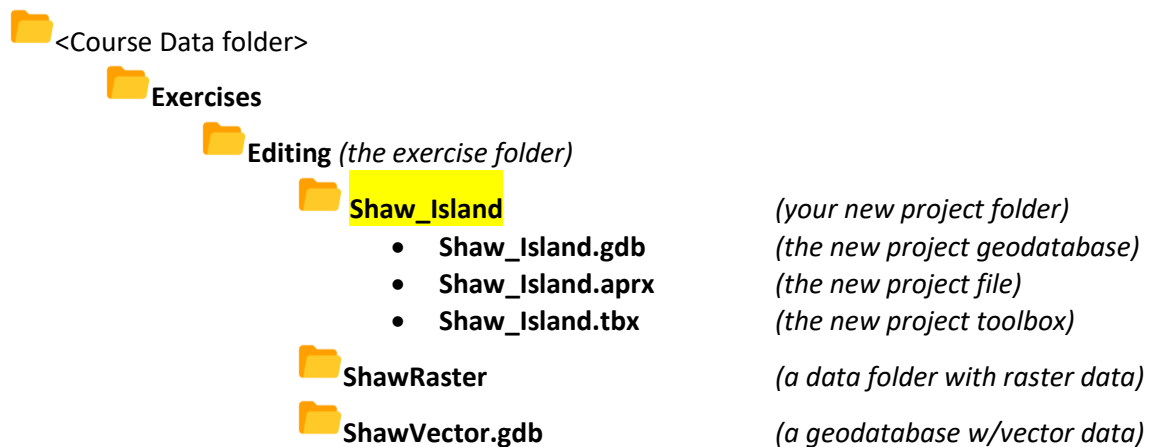 <Course Data folder>
Exercises
Editing (the exercise folder)
Shaw_Island (your new project folder)
• Shaw_Island.gdb (the new project geodatabase)
• Shaw_Island.aprx (the new project file)
• Shaw_Island.tbx (the new project toolbox)
ShawRaster (a data folder with raster data)
ShawVector.gdb (a geodatabase w/vector data)